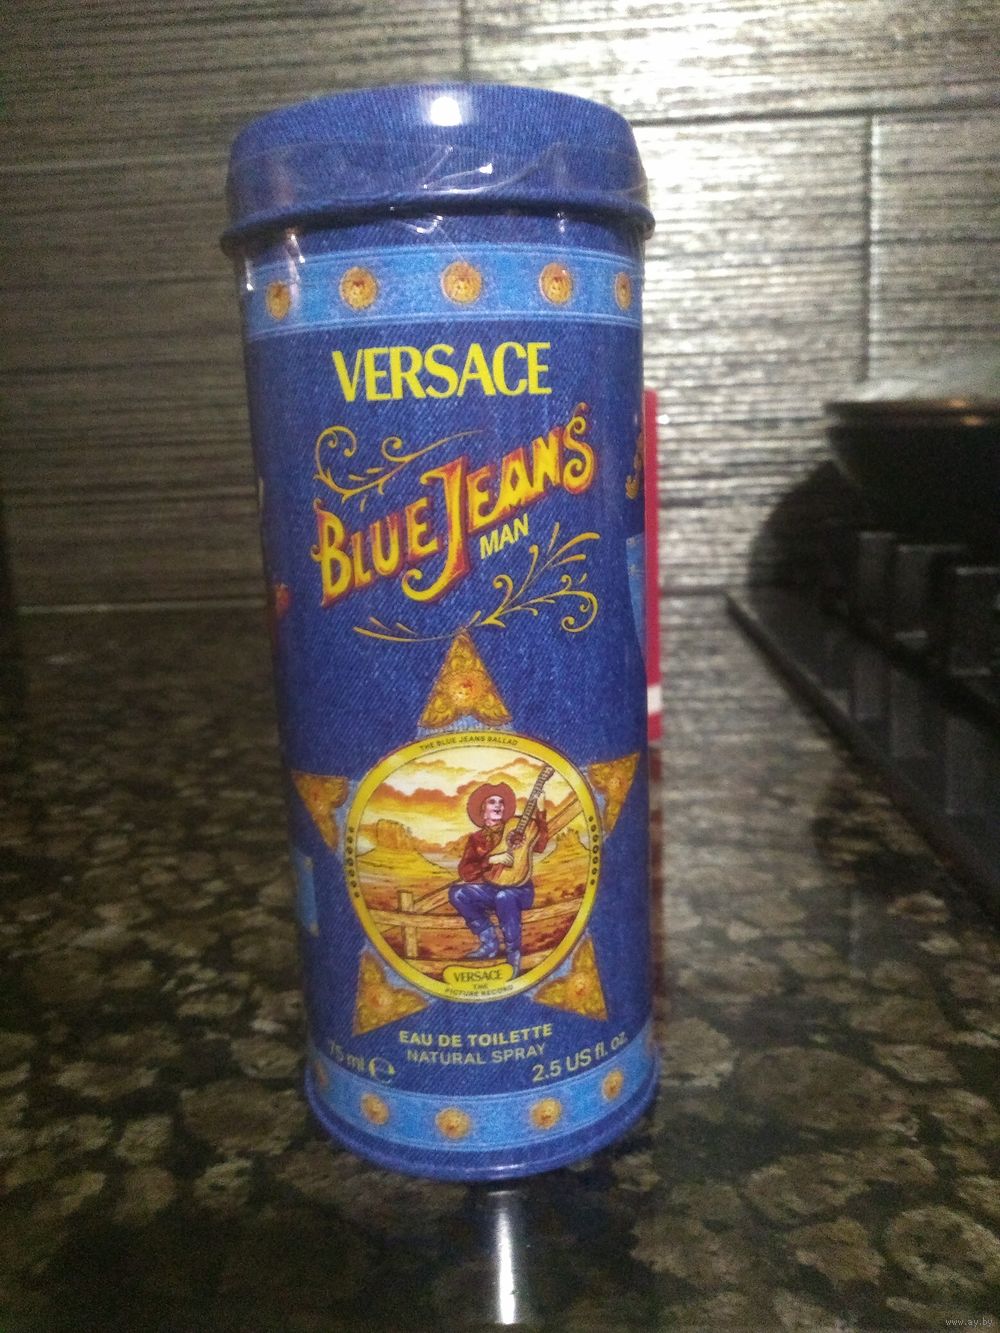 VERSACE
BLUE JEANS
MAN
THE BLUE JEANS BALLAD
VERSACE
THE
PICTURE RECORD
EAU DE TOILETTE
NATURAL SPRAY
75 ml e
2.5 US fl. oz.
www.ay.by